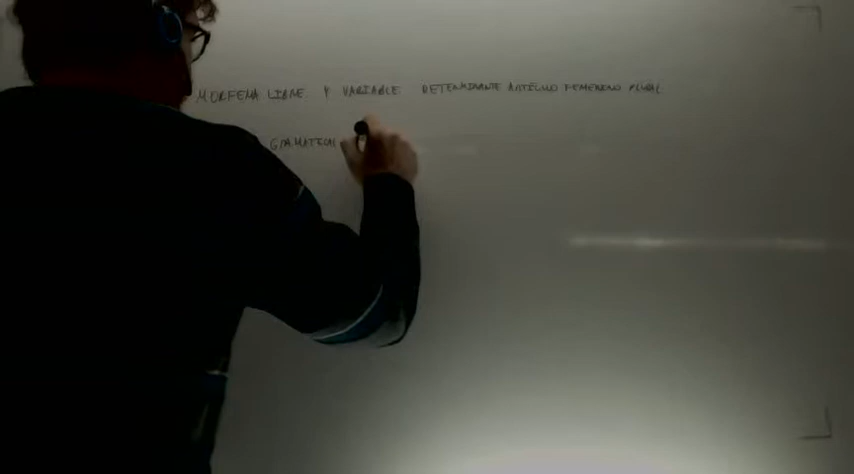 MORFEMA LIBRE Y VARIABLE DETERMINANTE ARTÍCULO FEMENINO PLURAL
GRAMATICAL